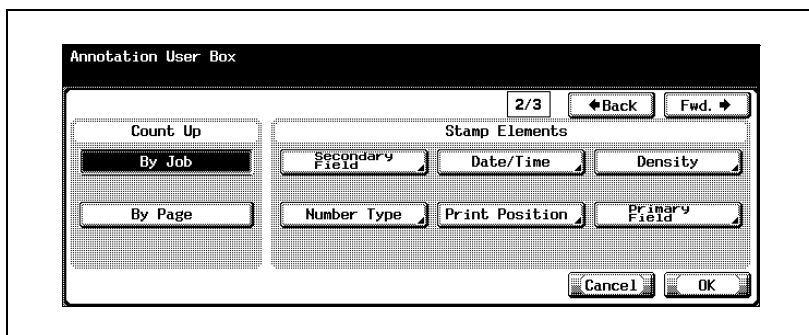 Annotation User Box
2/3
←Back
Fwd. →
Count Up
Stamp Elements
By Job
Secondary
Field
Date/Time
Density
By Page
Number Type
Print Position
Primary
Field
Cancel
OK